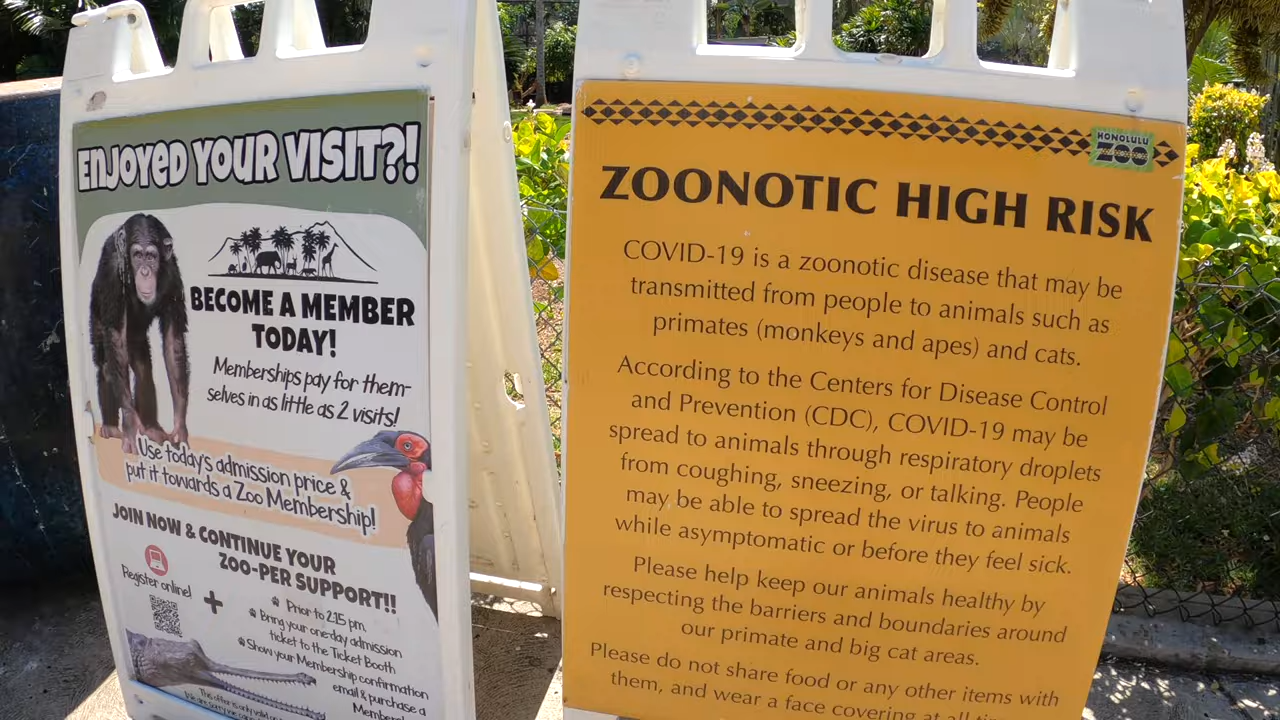 ENJOYED YOUR VISIT?!
BECOME A MEMBER
TODAY!
Memberships pay for them-
selves in as little as 2 visits!
Use today's admission price &
put it towards a Zoo Membership!
JOIN NOW & CONTINUE YOUR
ZOO-PER SUPPORT!!
Register online!
+
Prior to 2:15 pm,
Bring your one-day admission
ticket to the Ticket Booth
Show your Membership confirmation
email & purchase a
This offer is only valid
HONOLULU
ZOO
ZOONOTIC HIGH RISK
COVID-19 is a zoonotic disease that may be
transmitted from people to animals such as
primates (monkeys and apes) and cats.
According to the Centers for Disease Control
and Prevention (CDC), COVID-19 may be
spread to animals through respiratory droplets
from coughing, sneezing, or talking. People
may be able to spread the virus to animals
while asymptomatic or before they feel sick.
Please help keep our animals healthy by
respecting the barriers and boundaries around
our primate and big cat areas.
Please do not share food or any other items with
them, and wear a face covering at all